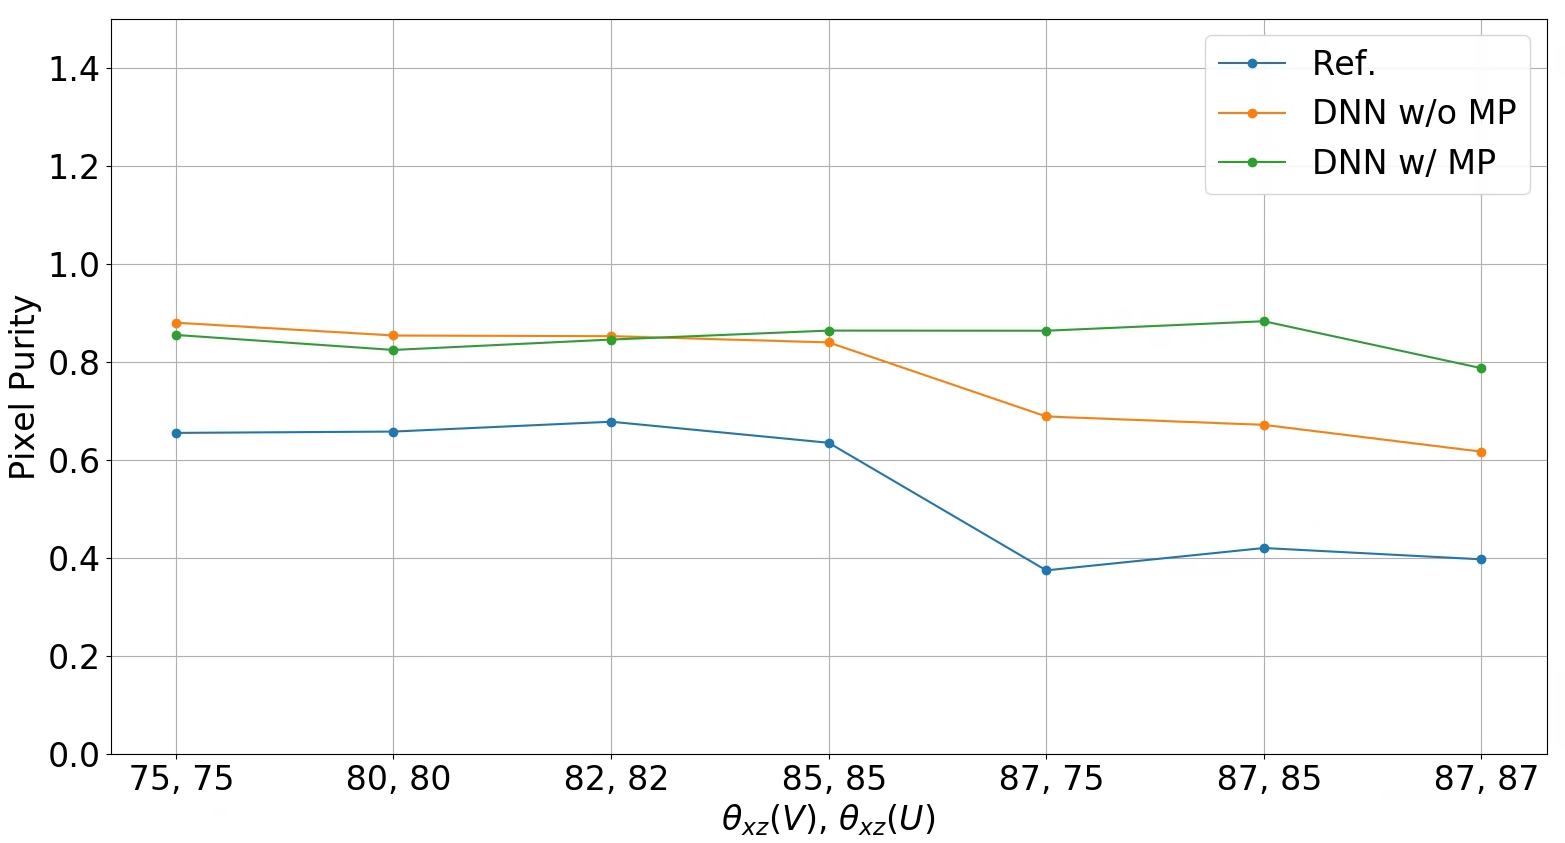 Ref.
DNN w/o MP
DNN w/ MP
Pixel Purity
1.4
1.2
1.0
0.8
0.6
0.4
0.2
0.0
75, 75 80, 80 82, 82 85, 85 87, 75 87, 85 87, 87
θxz(V), θxz(U)